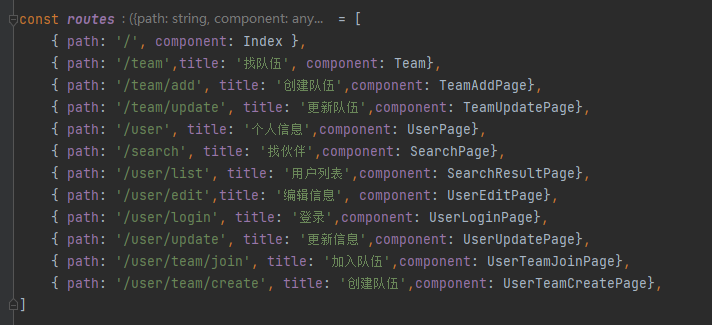 const routes : ({path: string, component: any… = [
{ path: '/', component: Index },
{ path: '/team',title: '找队伍', component: Team},
{ path: '/team/add', title: '创建队伍',component: TeamAddPage},
{ path: '/team/update', title: '更新队伍',component: TeamUpdatePage},
{ path: '/user', title: '个人信息',component: UserPage},
{ path: '/search', title: '找伙伴',component: SearchPage},
{ path: '/user/list', title: '用户列表',component: SearchResultPage},
{ path: '/user/edit',title: '编辑信息', component: UserEditPage},
{ path: '/user/login', title: '登录',component: UserLoginPage},
{ path: '/user/update', title: '更新信息',component: UserUpdatePage},
{ path: '/user/team/join', title: '加入队伍',component: UserTeamJoinPage},
{ path: '/user/team/create', title: '创建队伍',component: UserTeamCreatePage},
]